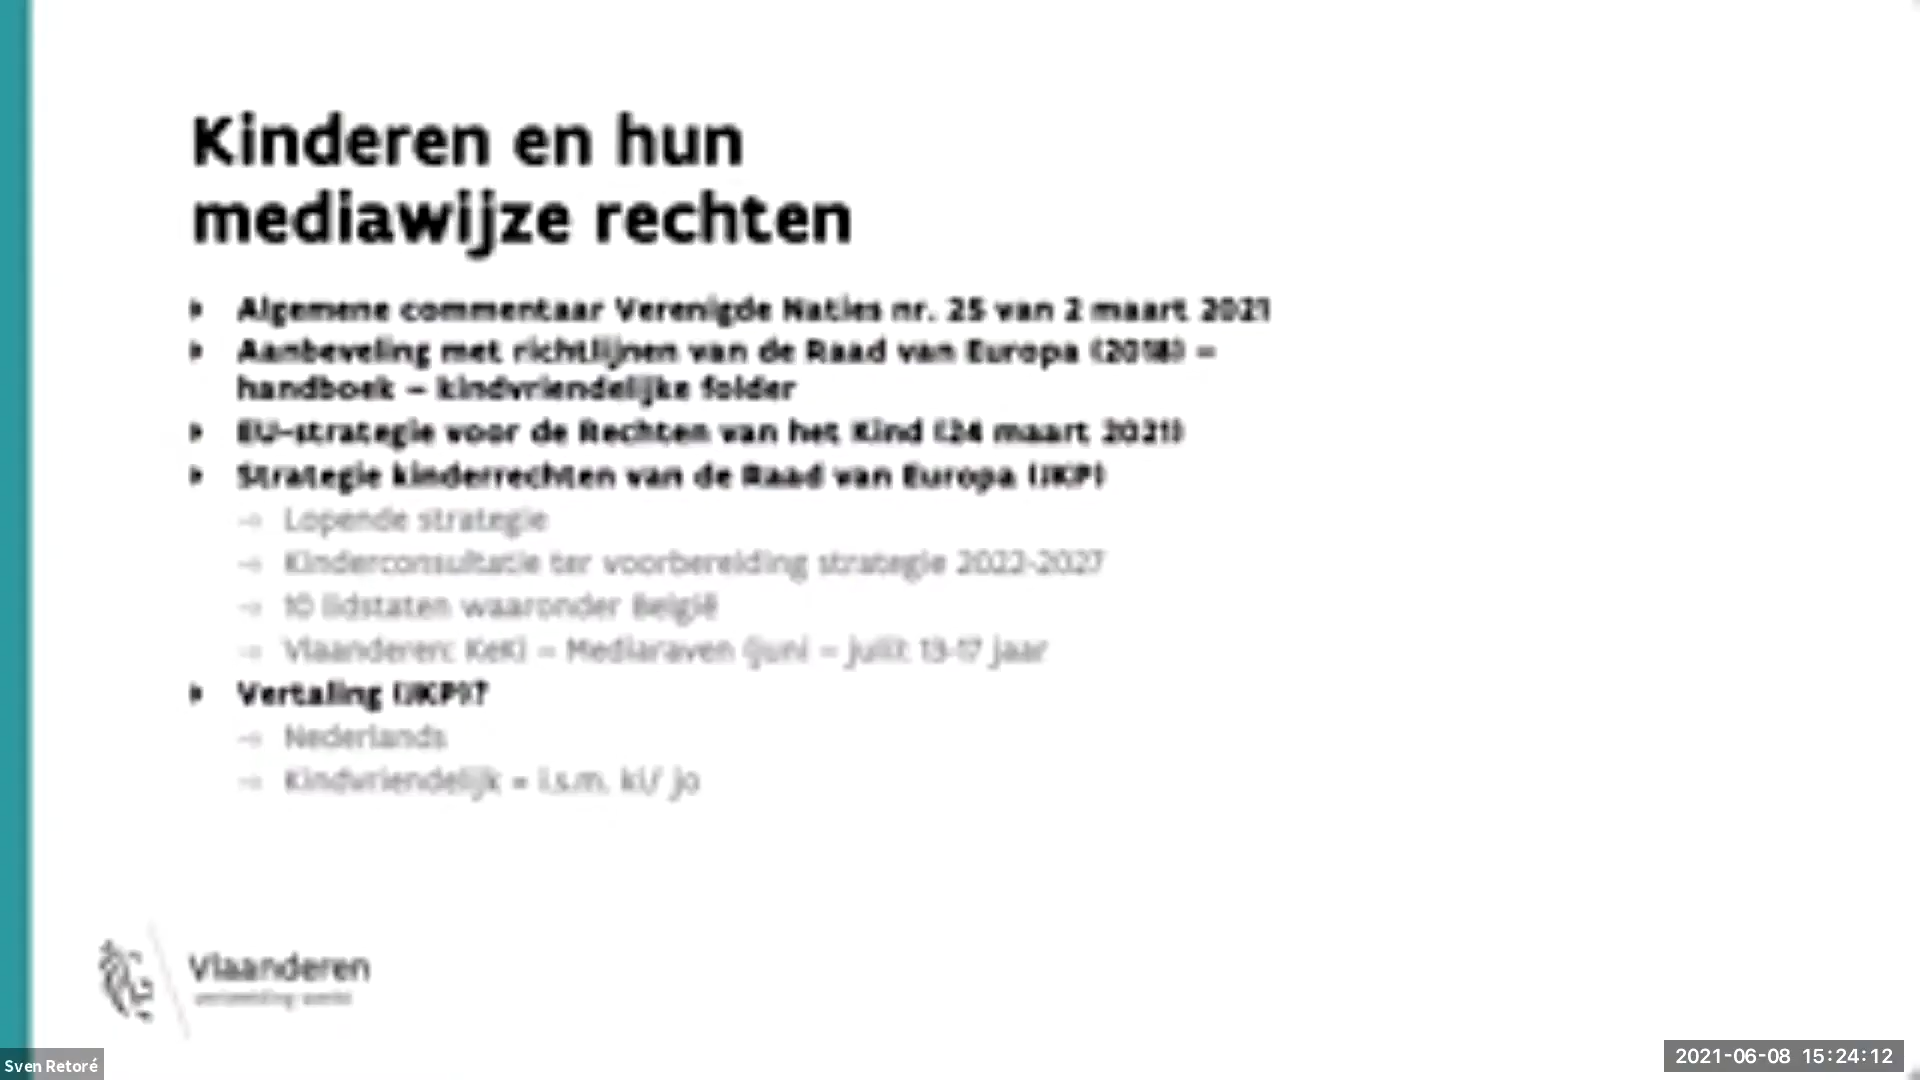 Kinderen en hun
mediawijze rechten
Algemene commentaar Verenigde Naties nr. 25 van 2 maart 2021
Aanbeveling met richtlijnen van de Raad van Europa (2018) –
handboek – kindvriendelijke folder
EU-strategie voor de Rechten van het Kind (24 maart 2021)
Strategie kinderrechten van de Raad van Europa (JKP)
→ Lopende strategie
→ Kinderconsultatie ter voorbereiding strategie 2022-2027
→ 10 lidstaten waaronder België
→ Vlaanderen: KeKi – Mediaraven (juni – juli): 13-17 jaar
Vertaling (JKP)?
→ Nederlands
→ Kindvriendelijk = i.s.m. ki/ jo
Vlaanderen
verbeelding werkt
Sven Retoré
2021-06-08 15:24:12